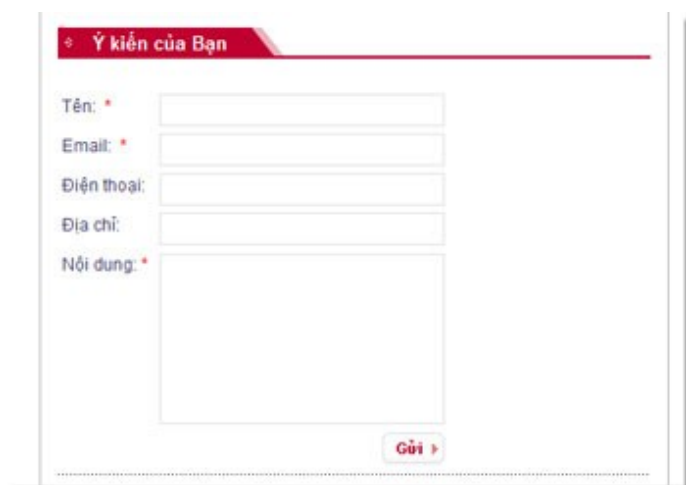 Ý kiến của Bạn
Tên: *
Email: *
Điện thoại:
Địa chỉ:
Nội dung: *
Gửi